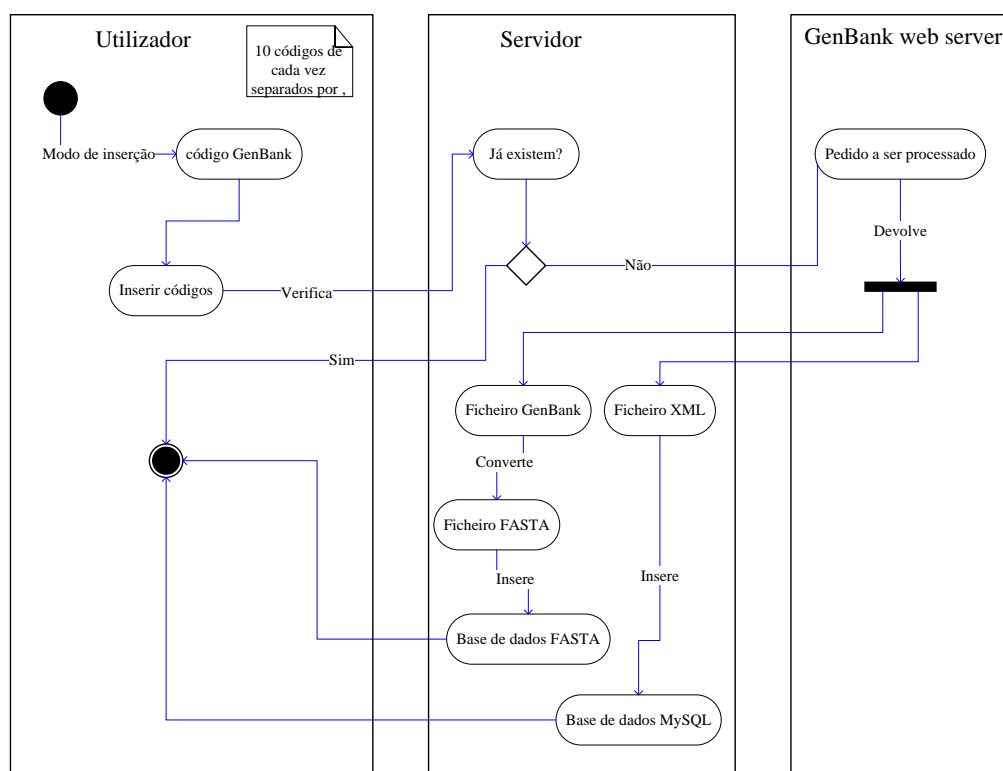 Utilizador
10 códigos de
cada vez
separados por ,
Servidor
GenBank web server
Modo de inserção
código GenBank
Já existem?
Pedido a ser processado
Devolve
Inserir códigos
Verifica
Não
Sim
Ficheiro GenBank
Ficheiro XML
Converte
Ficheiro FASTA
Insere
Insere
Base de dados FASTA
Base de dados MySQL